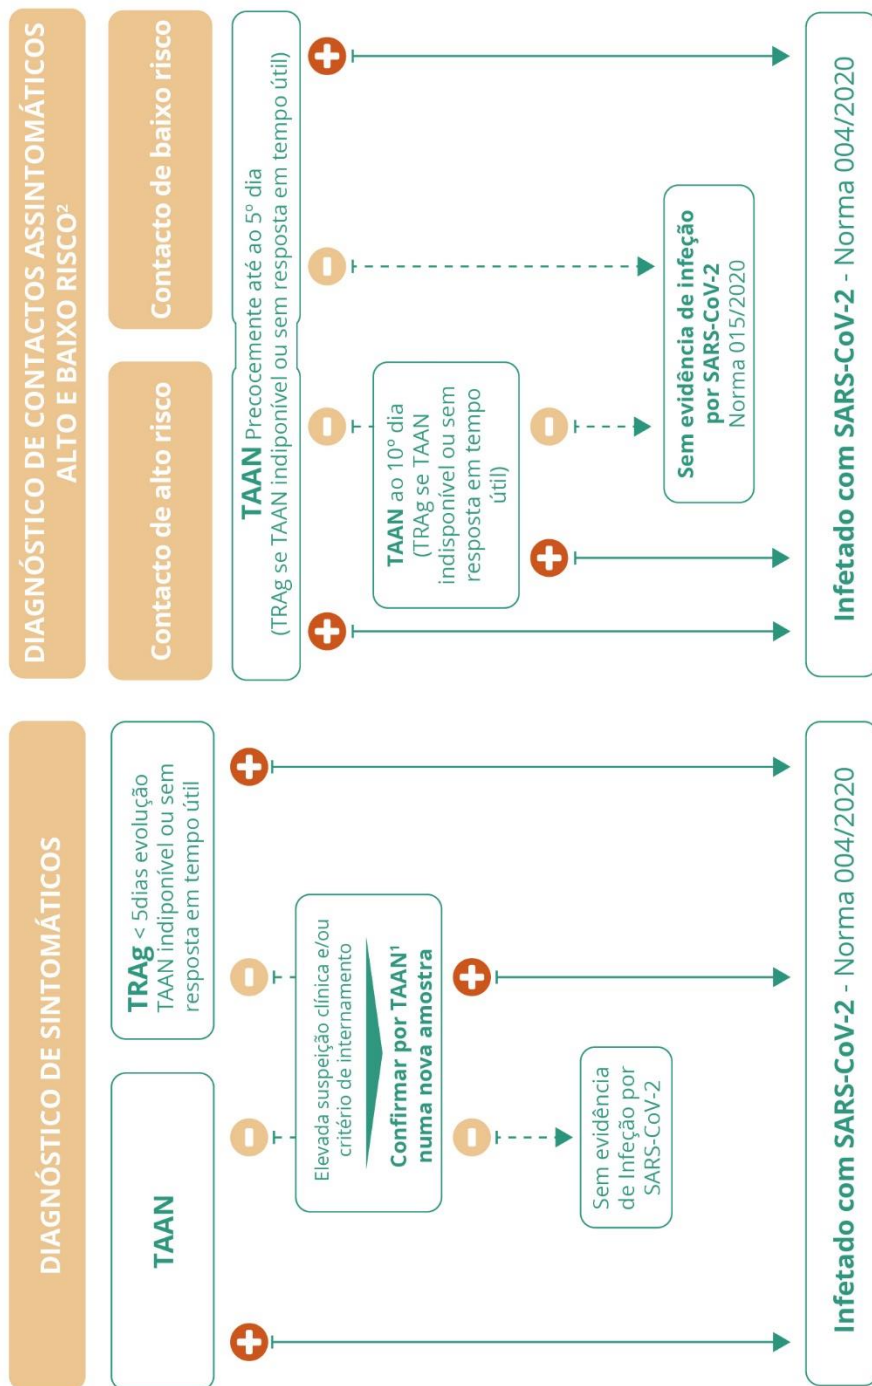 DIAGNÓSTICO DE SINTOMÁTICOS
TAAN
TRAg < 5dias evolução
TAAN indiponível ou sem
resposta em tempo útil
Elevada suspeição clínica e/ou
critério de internamento
Confirmar por TAAN¹
numa nova amostra
Sem evidência
de Infeção por
SARS-CoV-2
Infetado com SARS-CoV-2 - Norma 004/2020
DIAGNÓSTICO DE CONTACTOS ASSINTOMÁTICOS
ALTO E BAIXO RISCO²
Contacto de alto risco
Contacto de baixo risco
TAAN Precocemente até ao 5º dia
(TRAg se TAAN indiponível ou sem resposta em tempo útil)
TAAN ao 10º dia
(TRAg se TAAN
indisponível ou sem
resposta em tempo
útil)
Sem evidência de infeção
por SARS-CoV-2
Norma 015/2020
Infetado com SARS-CoV-2 - Norma 004/2020